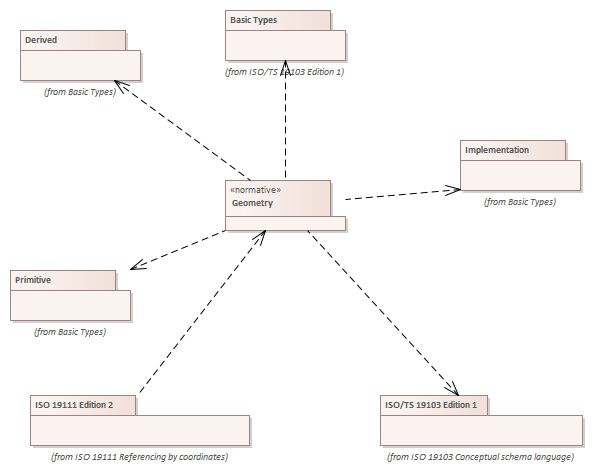 Basic Types
(from ISO/TS 19103 Edition 1)
Derived
(from Basic Types)
Implementation
(from Basic Types)
«normative»
Geometry
Primitive
(from Basic Types)
ISO 19111 Edition 2
(from ISO 19111 Referencing by coordinates)
ISO/TS 19103 Edition 1
(from ISO 19103 Conceptual schema language)